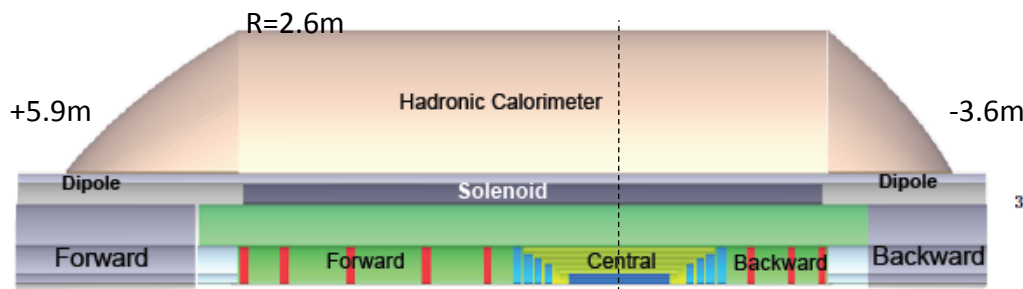 R=2.6m
+5.9m
Hadronic Calorimeter
-3.6m
Dipole
Solenoid
Dipole
3
Forward
Forward
Central
Backward
Backward